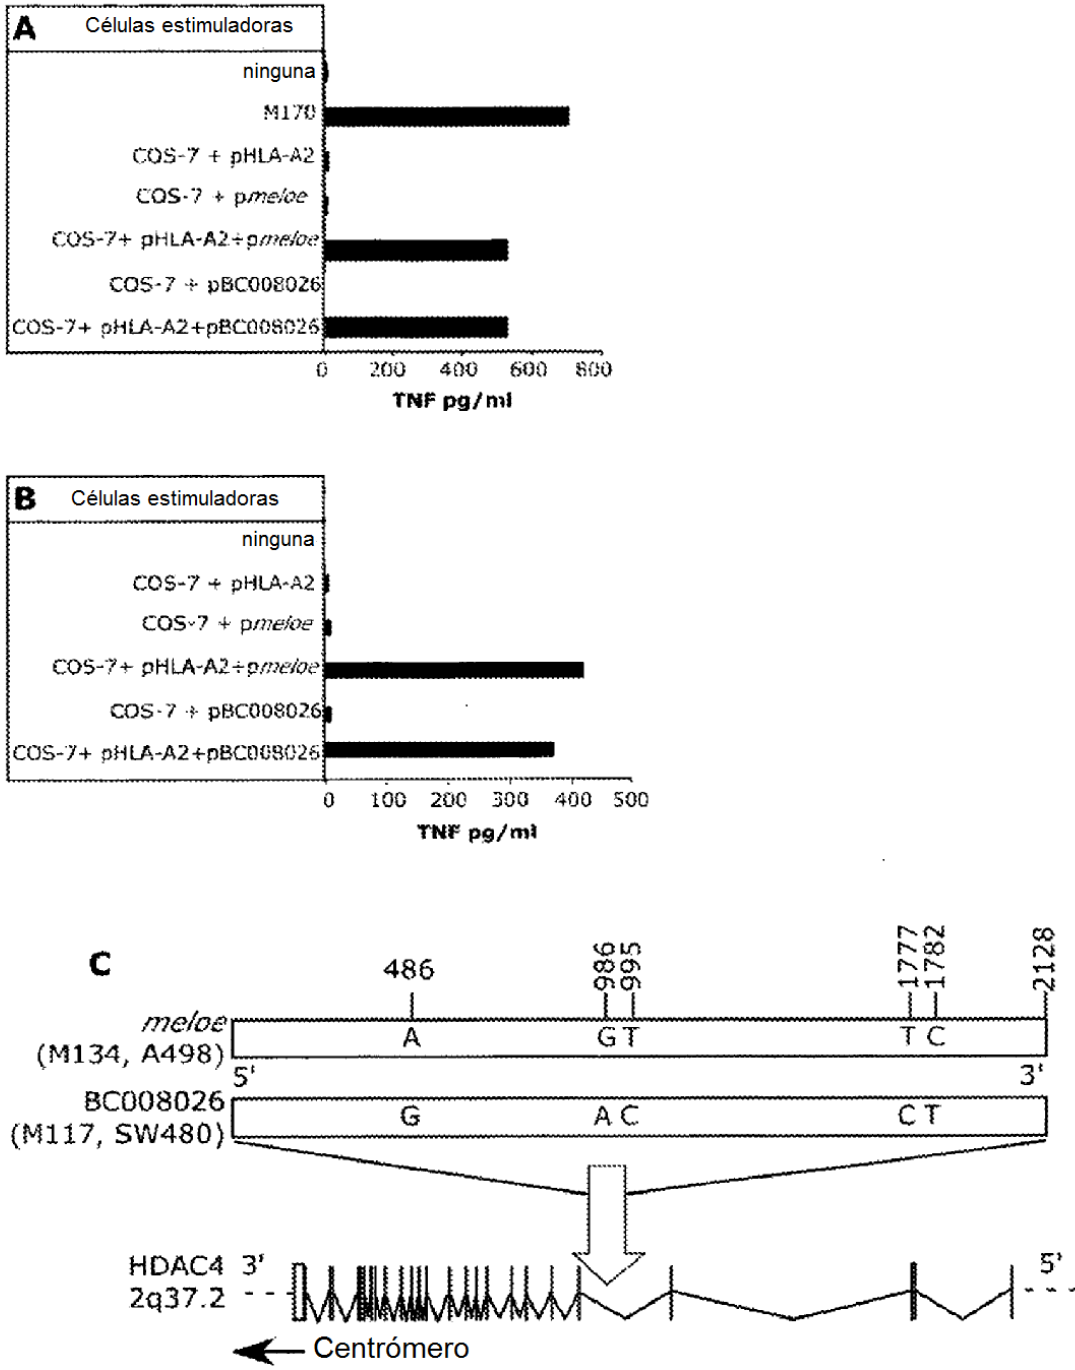 A Células estimuladoras
ninguna
M170
COS-7 + pHLA-A2
COS-7 + pmeloe
COS-7+ pHLA-A2+pmeloe
COS-7 + pBC008026
COS-7+ pHLA-A2+pBC008026
0 200 400 600 800
TNF pg/ml
B Células estimuladoras
ninguna
COS-7 + pHLA-A2
COS-7 + pmeloe
COS-7+ pHLA-A2+pmeloe
COS-7 + pBC008026
COS-7+ pHLA-A2+pBC008026
0 100 200 300 400 500
TNF pg/ml
C
486 986 995 1777 1782 2128
meloe
(M134, A498)
A G T T C
5' 3'
BC008026
(M117, SW480)
G A C C T
HDAC4 3' 5'
2q37.2
Centrómero